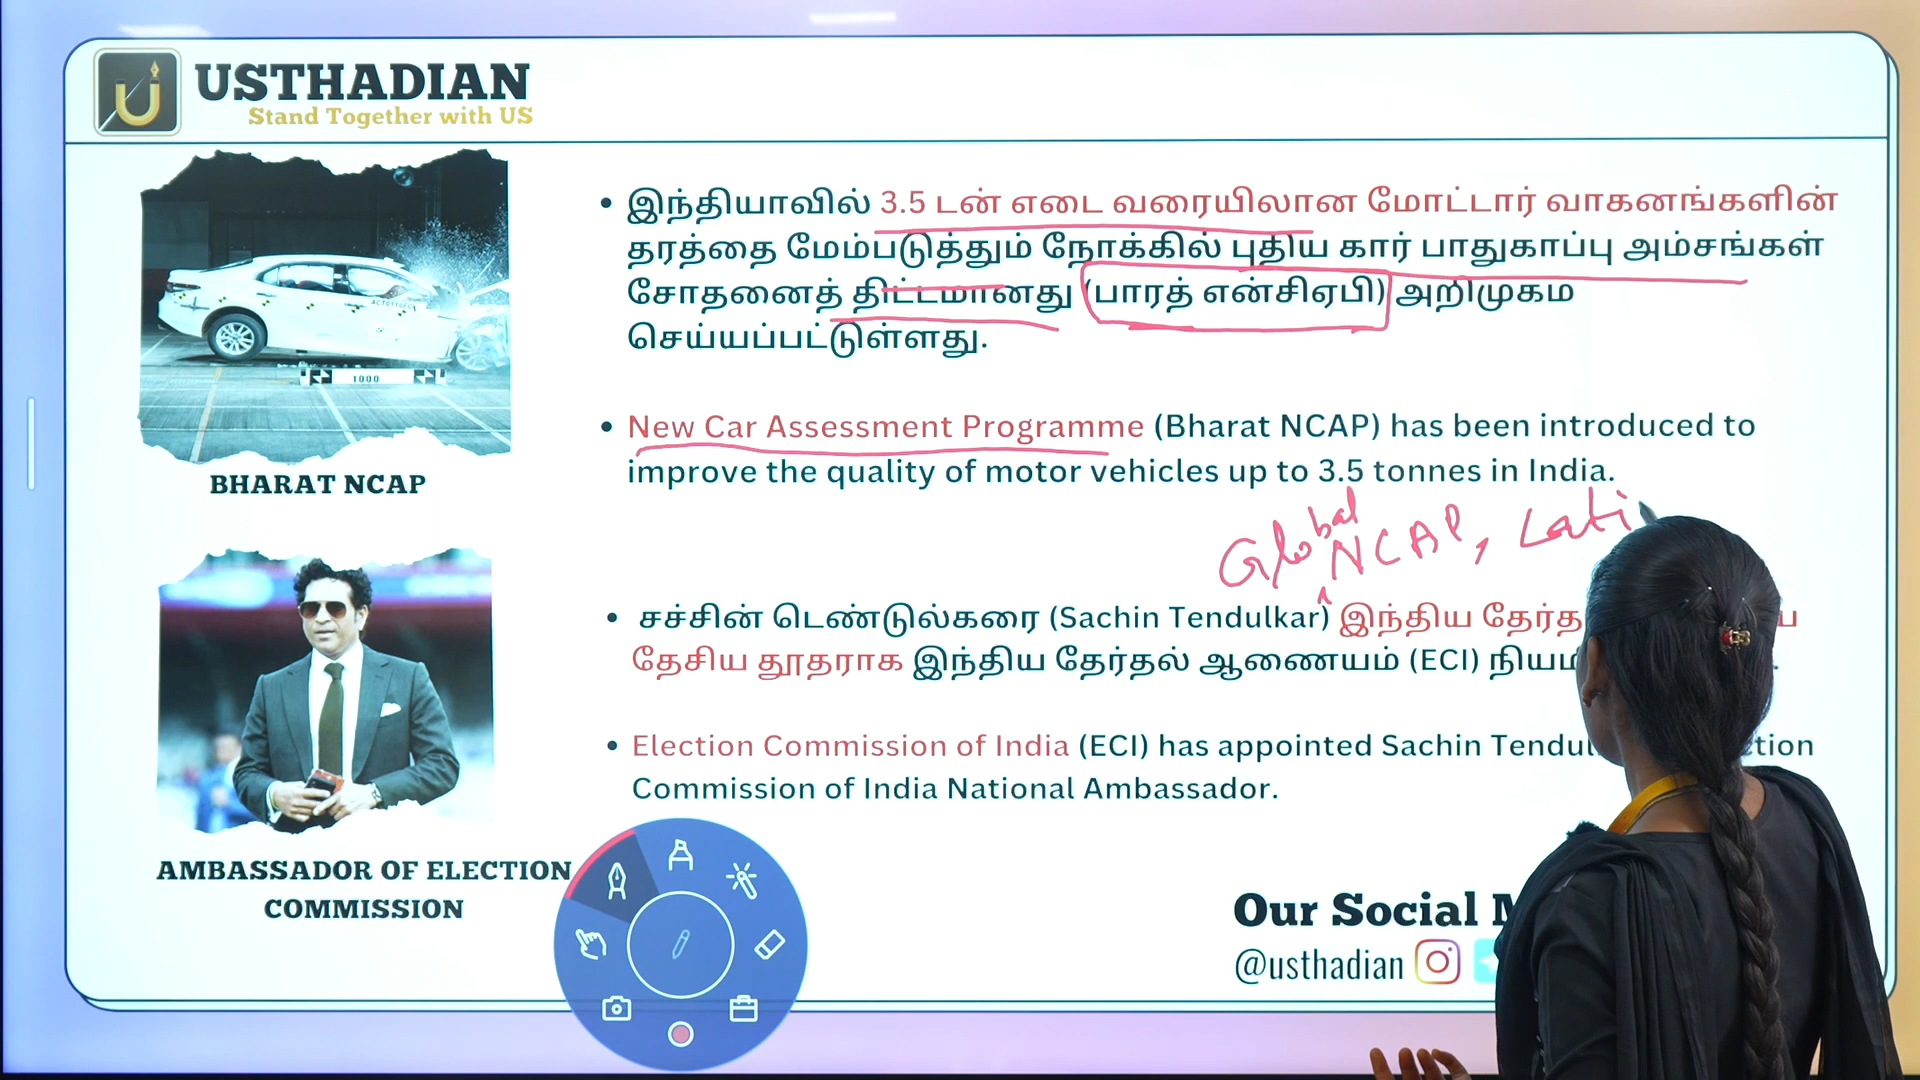 USTHADIAN
Stand Together with US
BHARAT NCAP
• இந்தியாவில் 3.5 டன் எடை வரையிலான மோட்டார் வாகனங்களின்
தரத்தை மேம்படுத்தும் நோக்கில் புதிய கார் பாதுகாப்பு அம்சங்கள்
சோதனைத் திட்டமானது (பாரத் என்சிஏபி) அறிமுகம
செய்யப்பட்டுள்ளது.
• New Car Assessment Programme (Bharat NCAP) has been introduced to
improve the quality of motor vehicles up to 3.5 tonnes in India.
Global NCAP, Lati
• சச்சின் டெண்டுல்கரை (Sachin Tendulkar) இந்திய
தேசிய தூதராக இந்திய தேர்தல் ஆணையம் (ECI)
• Election Commission of India (ECI) has appointed Sachin
Commission of India National Ambassador.
AMBASSADOR OF ELECTION
COMMISSION
Our Social
@usthadian
1000